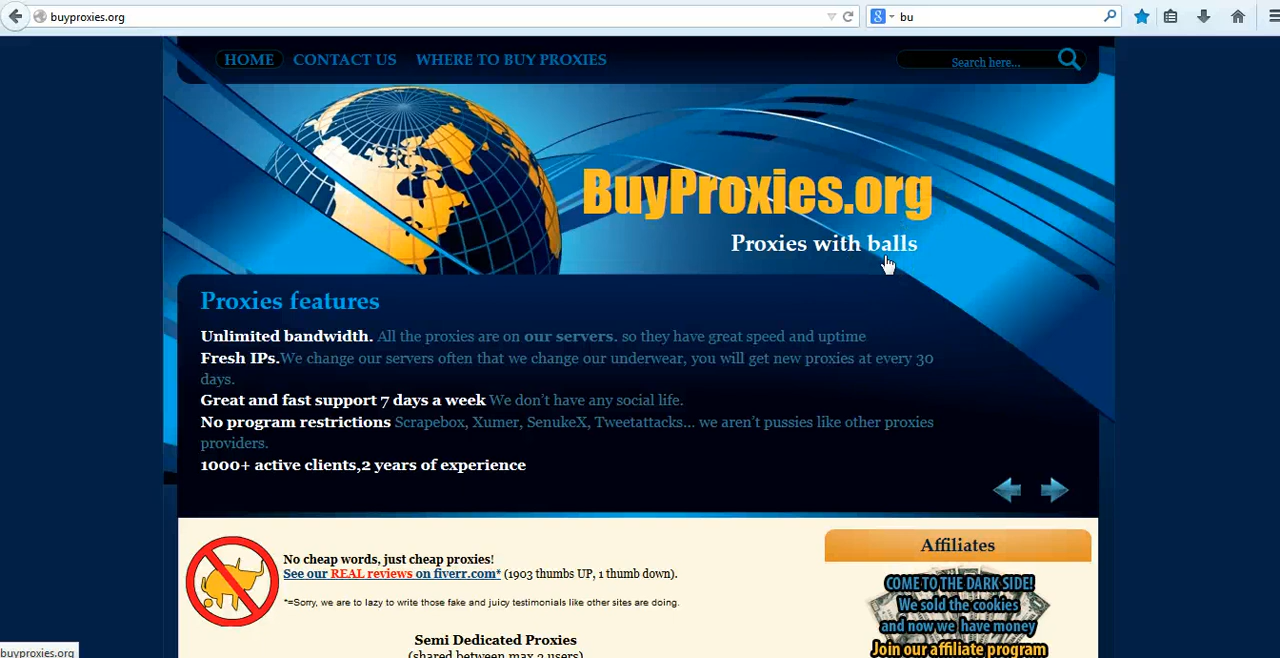 buyproxies.org
bu
HOME CONTACT US WHERE TO BUY PROXIES
Search here...
BuyProxies.org
Proxies with balls
Proxies features
Unlimited bandwidth. All the proxies are on our servers. so they have great speed and uptime
Fresh IPs.We change our servers often that we change our underwear, you will get new proxies at every 30
days.
Great and fast support 7 days a week We don't have any social life.
No program restrictions Scrapebox, Xumer, SenukeX, Tweetattacks... we aren't pussies like other proxies
providers.
1000+ active clients,2 years of experience
No cheap words, just cheap proxies!
See our REAL reviews on fiverr.com* (1903 thumbs UP, 1 thumb down).
*=Sorry, we are to lazy to write those fake and juicy testimonials like other sites are doing.
Semi Dedicated Proxies
(shared between max 3 users)
Affiliates
COME TO THE DARK SIDE!
We sold the cookies
and now we have money
Join our affiliate program
buyproxies.org